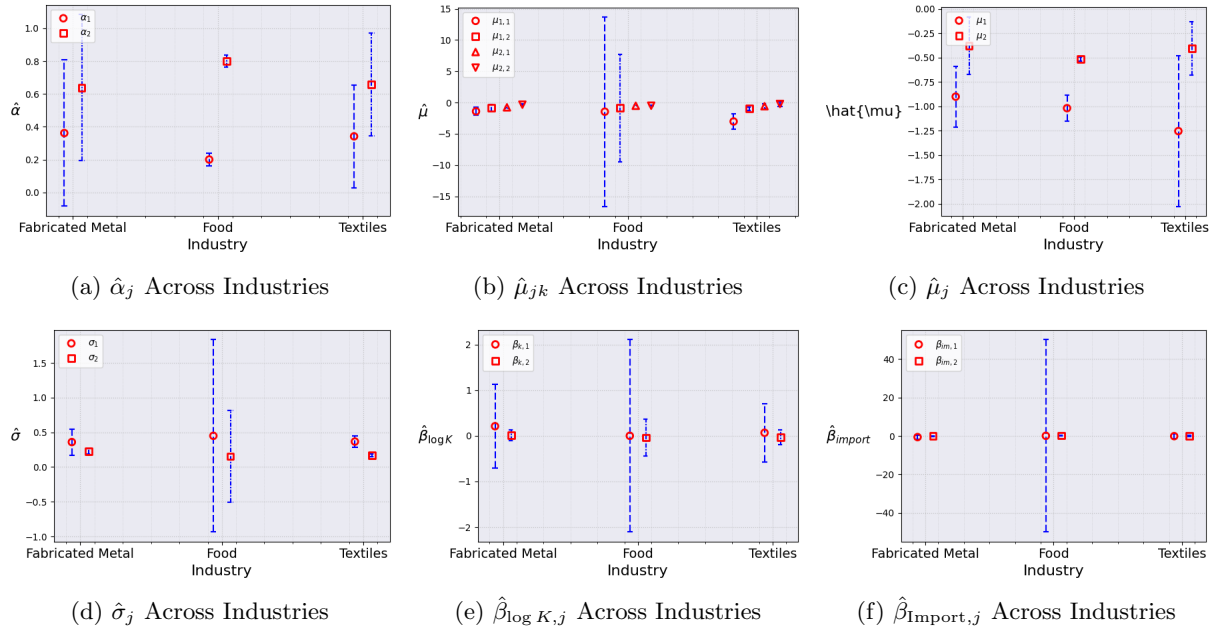 α₁
α₂
1.0
0.8
0.6
0.4
0.2
0.0
α̂
Fabricated Metal Food Textiles
Industry
(a) α̂ⱼ Across Industries
μ₁,₁
μ₁,₂
μ₂,₁
μ₂,₂
15
10
5
0
−5
−10
−15
μ̂
Fabricated Metal Food Textiles
Industry
(b) μ̂ⱼₖ Across Industries
μ₁
μ₂
0.00
−0.25
−0.50
−0.75
−1.00
−1.25
−1.50
−1.75
−2.00
\hat{\mu}
Fabricated Metal Food Textiles
Industry
(c) μ̂ⱼ Across Industries
σ₁
σ₂
1.5
1.0
0.5
0.0
−0.5
−1.0
σ̂
Fabricated Metal Food Textiles
Industry
(d) σ̂ⱼ Across Industries
βₖ,₁
βₖ,₂
2
1
0
−1
−2
β̂ log K
Fabricated Metal Food Textiles
Industry
(e) β̂ log K,j Across Industries
β im,1
β im,2
40
20
0
−20
−40
β̂ import
Fabricated Metal Food Textiles
Industry
(f) β̂ Import,j Across Industries